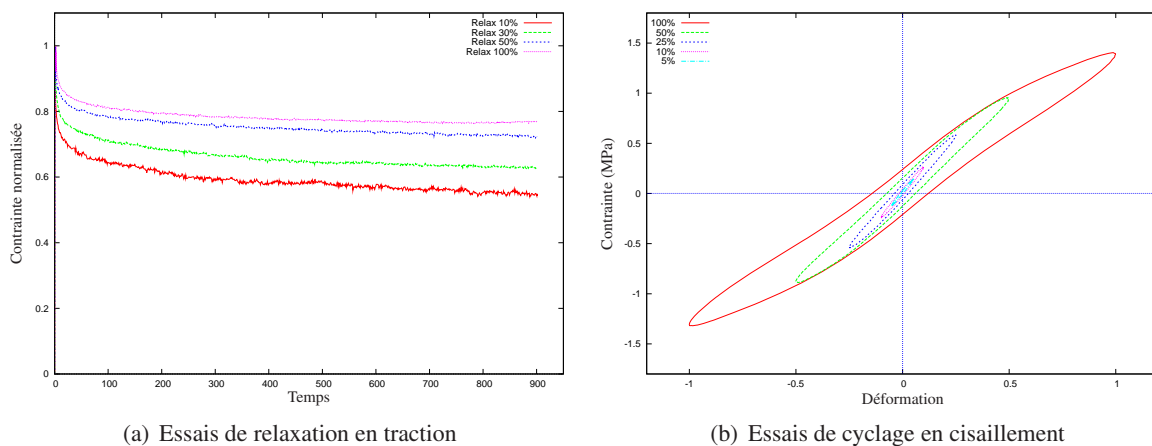 Relax 10%
Relax 30%
Relax 50%
Relax 100%
1
0.8
0.6
0.4
0.2
0
0 100 200 300 400 500 600 700 800 900
Contrainte normalisée
Temps
(a) Essais de relaxation en traction
100%
50%
25%
10%
5%
1.5
1
0.5
0
-0.5
-1
-1.5
-1 -0.5 0 0.5 1
Contrainte (MPa)
Déformation
(b) Essais de cyclage en cisaillement